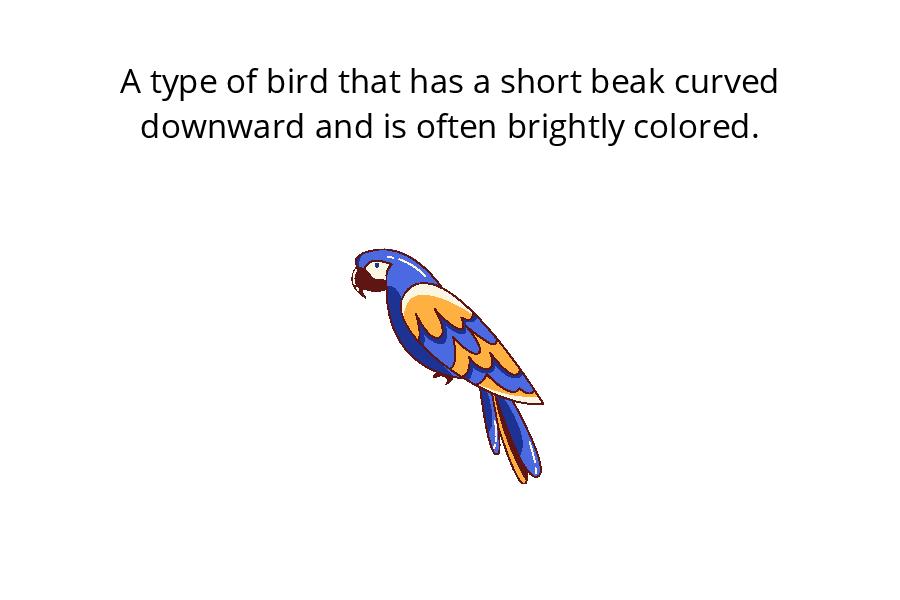 A type of bird that has a short beak curved
downward and is often brightly colored.